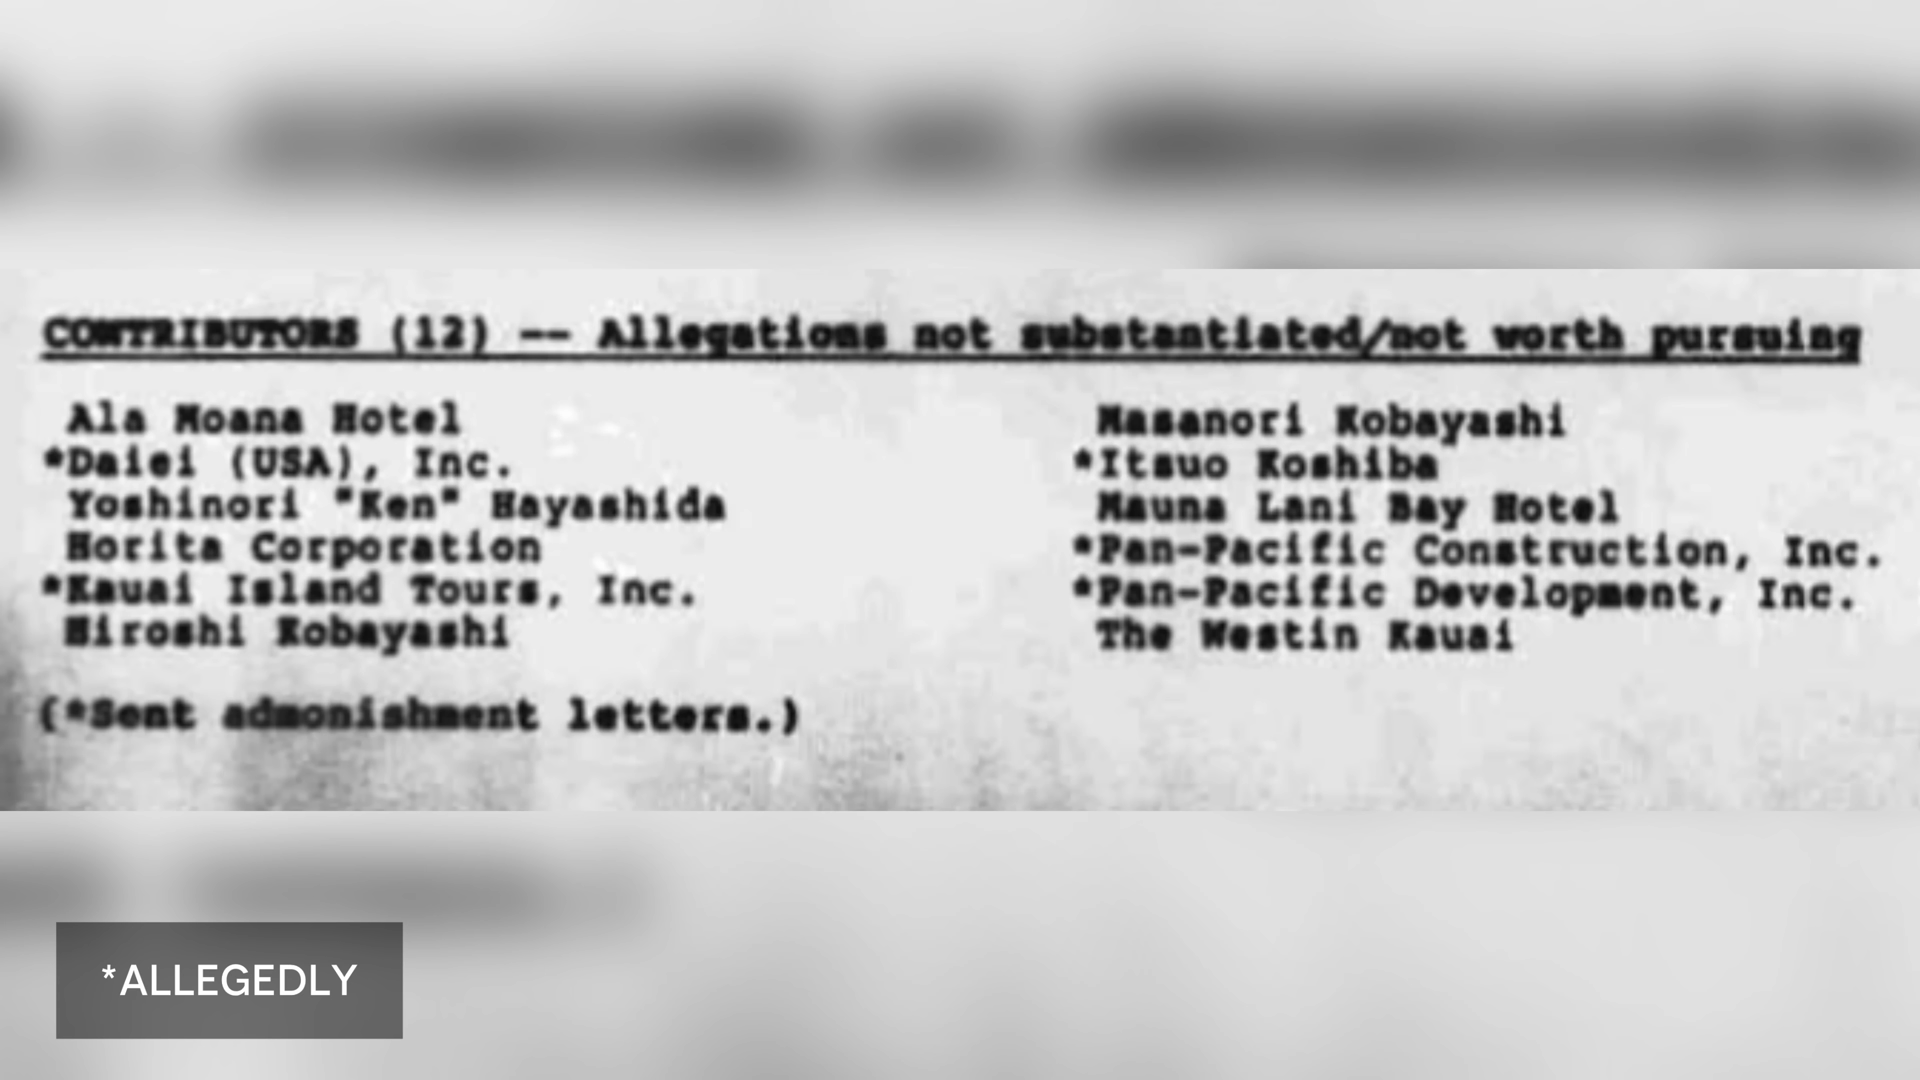 CONTRIBUTORS (12) -- Allegations not substantiated/not worth pursuing
Ala Moana Hotel
*Daiei (USA), Inc.
Yoshinori "Ken" Hayashida
Horita Corporation
*Kauai Island Tours, Inc.
Hiroshi Kobayashi
Masanori Kobayashi
*Itsuo Koshiba
Mauna Lani Bay Hotel
*Pan-Pacific Construction, Inc.
*Pan-Pacific Development, Inc.
The Westin Kauai
(*Sent admonishment letters.)
*ALLEGEDLY